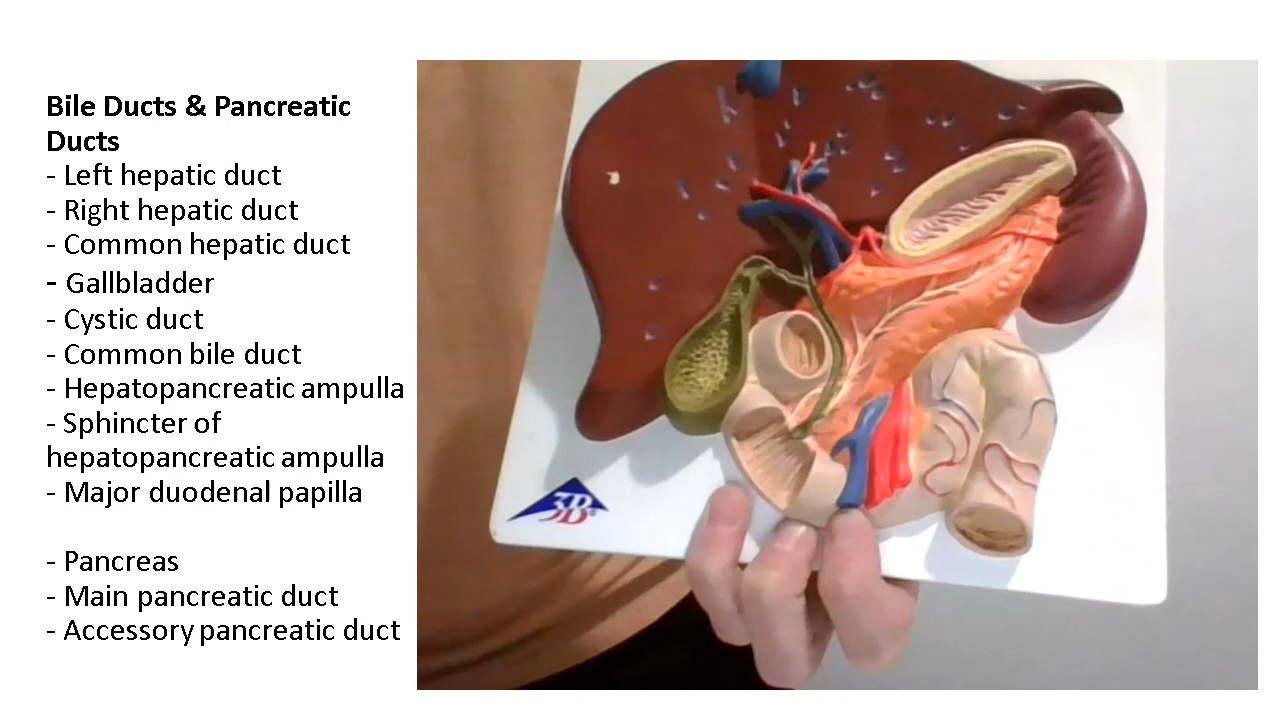 Bile Ducts & Pancreatic
Ducts
- Left hepatic duct
- Right hepatic duct
- Common hepatic duct
- Gallbladder
- Cystic duct
- Common bile duct
- Hepatopancreatic ampulla
- Sphincter of
hepatopancreatic ampulla
- Major duodenal papilla
- Pancreas
- Main pancreatic duct
- Accessory pancreatic duct
3B®